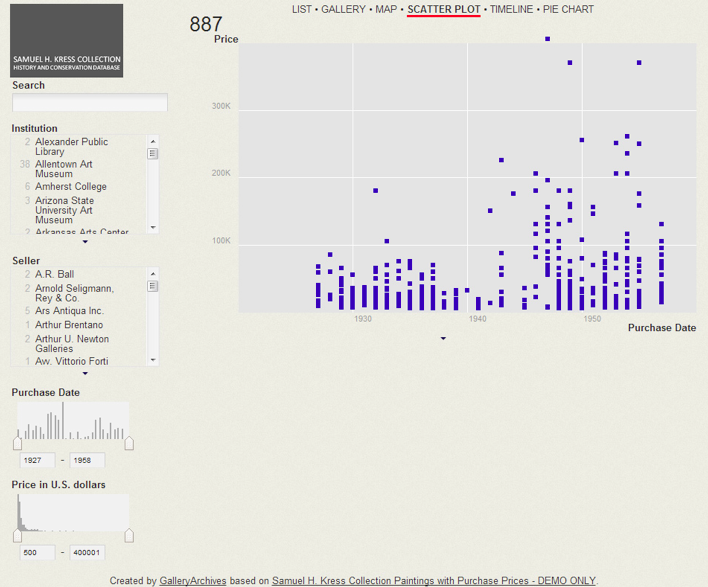 LIST • GALLERY • MAP • SCATTER PLOT • TIMELINE • PIE CHART
SAMUEL H. KRESS COLLECTION
HISTORY AND CONSERVATION DATABASE
Search
Institution
2 Alexander Public
Library
38 Allentown Art
Museum
6 Amherst College
3 Arizona State
University Art
Museum
2 Arkansas Arts Center
Seller
2 A.R. Ball
2 Arnold Seligmann,
Rey & Co.
5 Ars Antiqua Inc.
1 Arthur Brentano
2 Arthur U. Newton
Galleries
1 Avv. Vittorio Forti
Purchase Date
1927 - 1958
Price in U.S. dollars
500 - 400001
887
Price
300K
200K
100K
1930
1940
1950
Purchase Date
Created by GalleryArchives based on Samuel H. Kress Collection Paintings with Purchase Prices - DEMO ONLY.